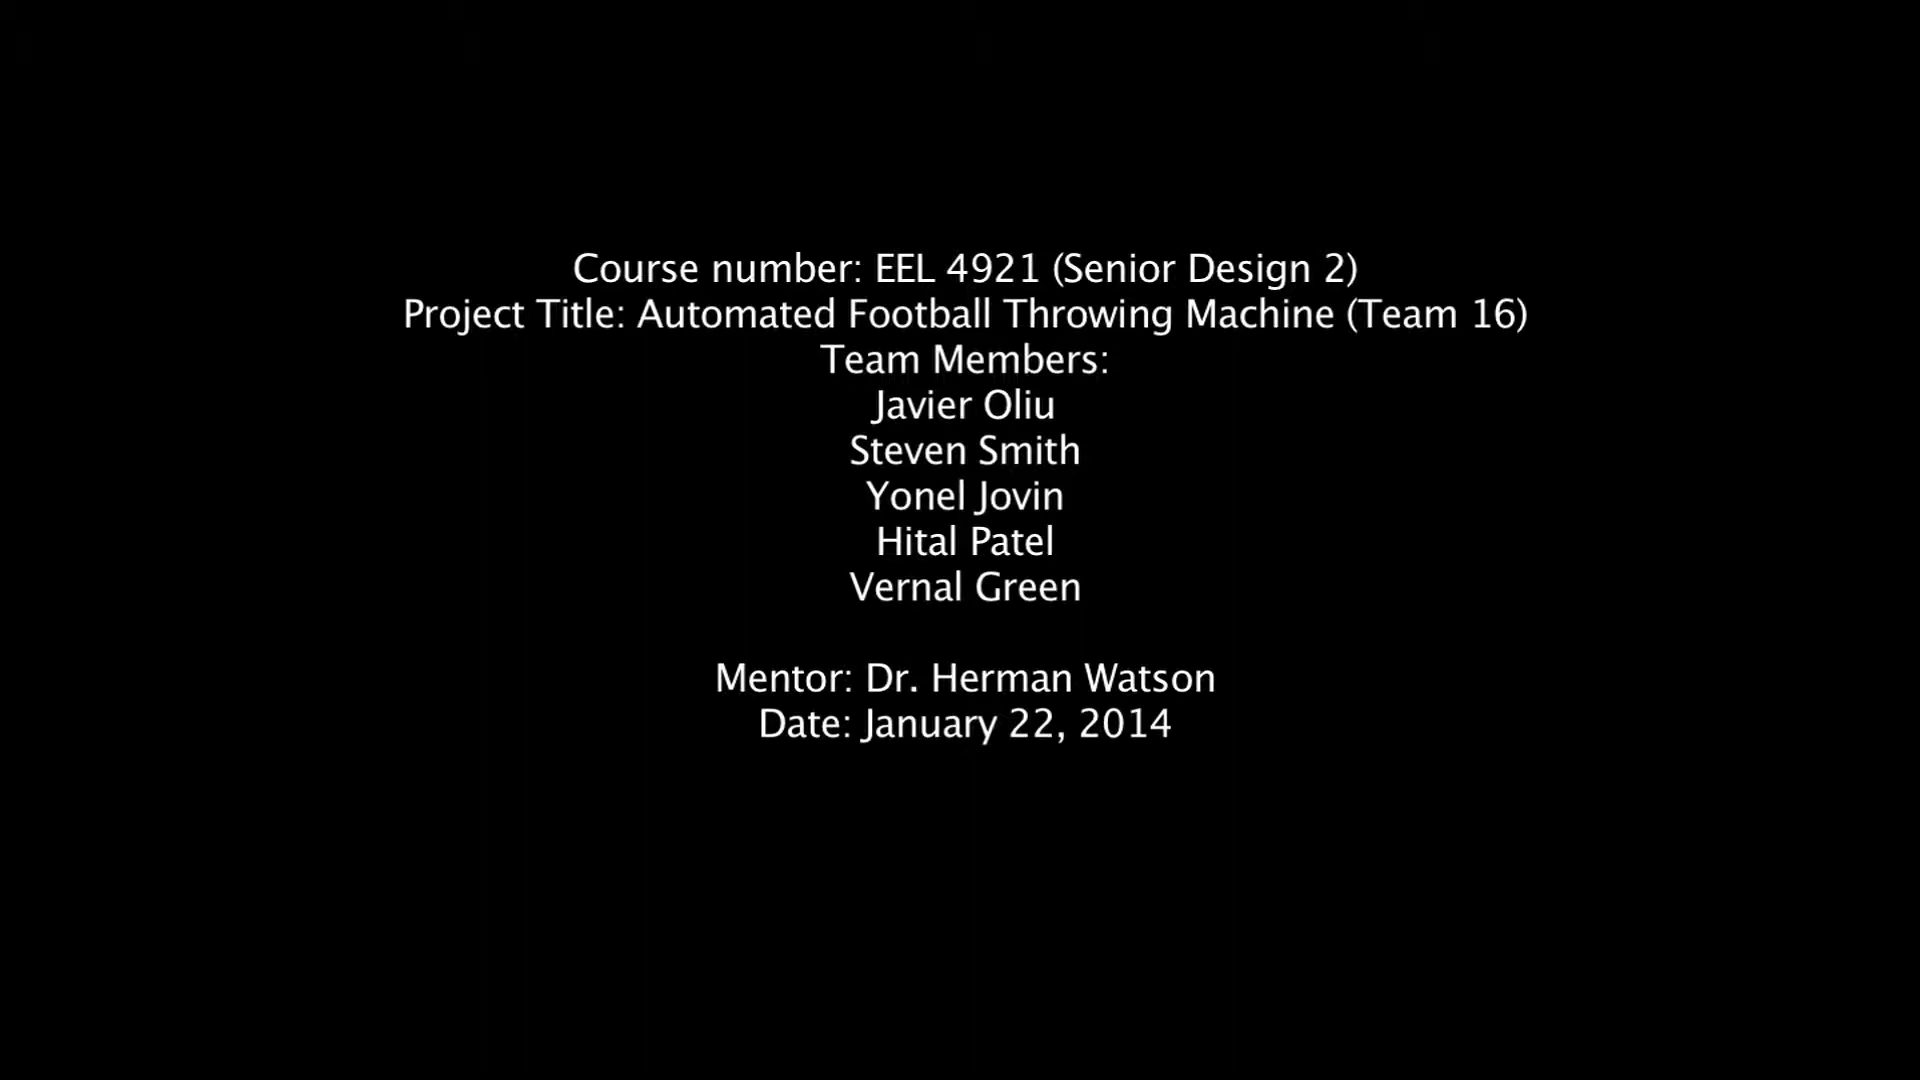 Course number: EEL 4921 (Senior Design 2)
Project Title: Automated Football Throwing Machine (Team 16)
Team Members:
Javier Oliu
Steven Smith
Yonel Jovin
Hital Patel
Vernal Green
Mentor: Dr. Herman Watson
Date: January 22, 2014